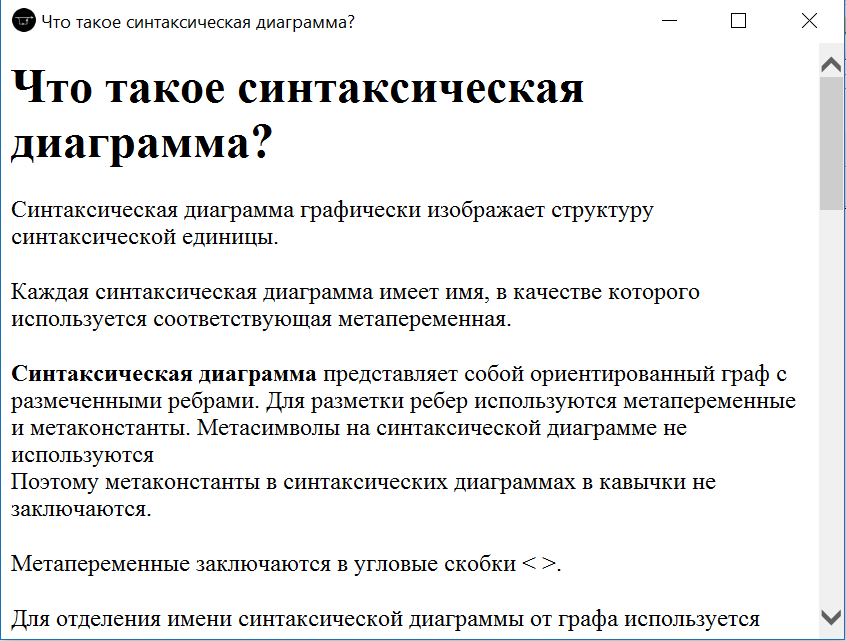 Что такое синтаксическая диаграмма?
Что такое синтаксическая
диаграмма?
Синтаксическая диаграмма графически изображает структуру
синтаксической единицы.
Каждая синтаксическая диаграмма имеет имя, в качестве которого
используется соответствующая метапеременная.
Синтаксическая диаграмма представляет собой ориентированный граф с
размеченными ребрами. Для разметки ребер используются метапеременные
и метаконстанты. Метасимволы на синтаксической диаграмме не
используются
Поэтому метаконстанты в синтаксических диаграммах в кавычки не
заключаются.
Метапеременные заключаются в угловые скобки < >.
Для отделения имени синтаксической диаграммы от графа используется